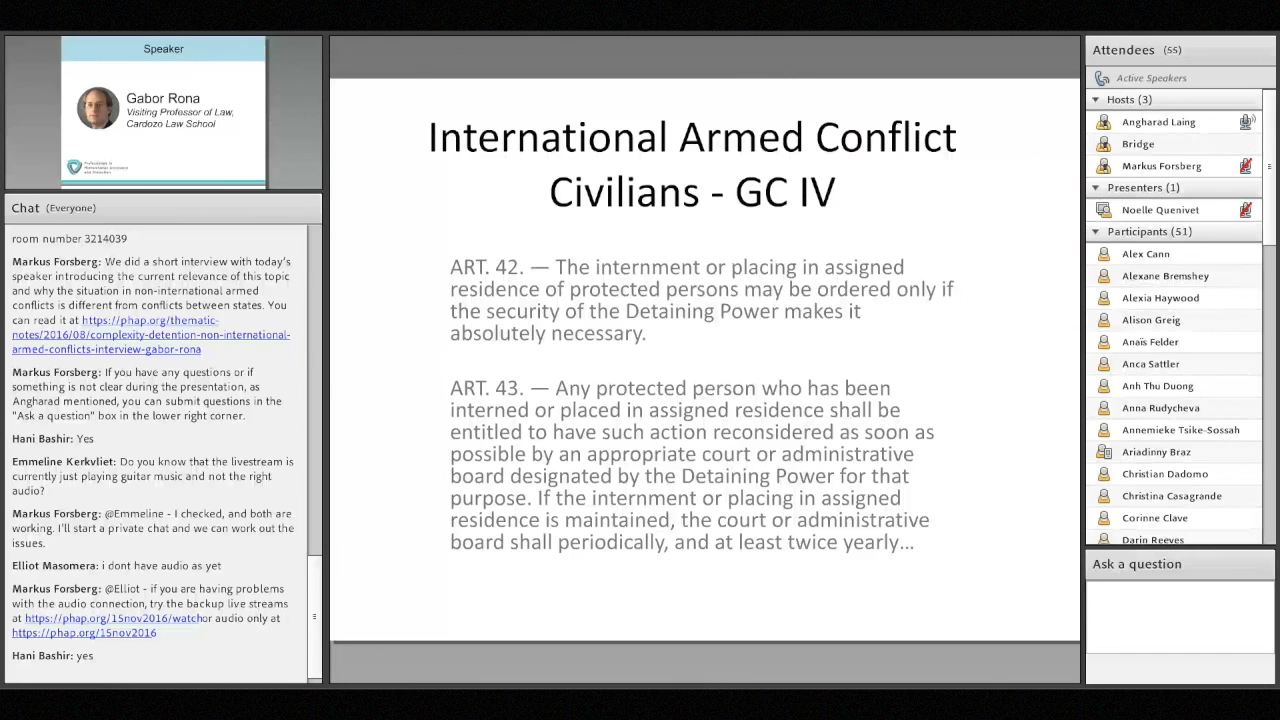 Speaker
Gabor Rona
Visiting Professor of Law,
Cardozo Law School
Professionals in
Humanitarian Assistance
and Protection
Chat (Everyone)
room number 3214039
Markus Forsberg: We did a short interview with today's
speaker introducing the current relevance of this topic
and why the situation in non-international armed
conflicts is different from conflicts between states. You
can read it at https://phap.org/thematic-
notes/2016/08/complexity-detention-non-international-
armed-conflicts-interview-gabor-rona
Markus Forsberg: If you have any questions or if
something is not clear during the presentation, as
Angharad mentioned, you can submit questions in the
"Ask a question" box in the lower right corner.
Hani Bashir: Yes
Emmeline Kerkvliet: Do you know that the livestream is
currently just playing guitar music and not the right
audio?
Markus Forsberg: @Emmeline - I checked, and both are
working. I'll start a private chat and we can work out the
issues.
Elliot Masomera: i dont have audio as yet
Markus Forsberg: @Elliot - if you are having problems
with the audio connection, try the backup live streams
at https://phap.org/15nov2016/watchor audio only at
https://phap.org/15nov2016
Hani Bashir: yes
International Armed Conflict
Civilians - GC IV
ART. 42. — The internment or placing in assigned
residence of protected persons may be ordered only if
the security of the Detaining Power makes it
absolutely necessary.
ART. 43. — Any protected person who has been
interned or placed in assigned residence shall be
entitled to have such action reconsidered as soon as
possible by an appropriate court or administrative
board designated by the Detaining Power for that
purpose. If the internment or placing in assigned
residence is maintained, the court or administrative
board shall periodically, and at least twice yearly…
Attendees (55)
Active Speakers
Hosts (3)
Angharad Laing
Bridge
Markus Forsberg
Presenters (1)
Noelle Quenivet
Participants (51)
Alex Cann
Alexane Bremshey
Alexia Haywood
Alison Greig
Anaïs Felder
Anca Sattler
Anh Thu Duong
Anna Rudycheva
Annemieke Tsike-Sossah
Ariadinny Braz
Christian Dadomo
Christina Casagrande
Corinne Clave
Darin Reeves
Ask a question